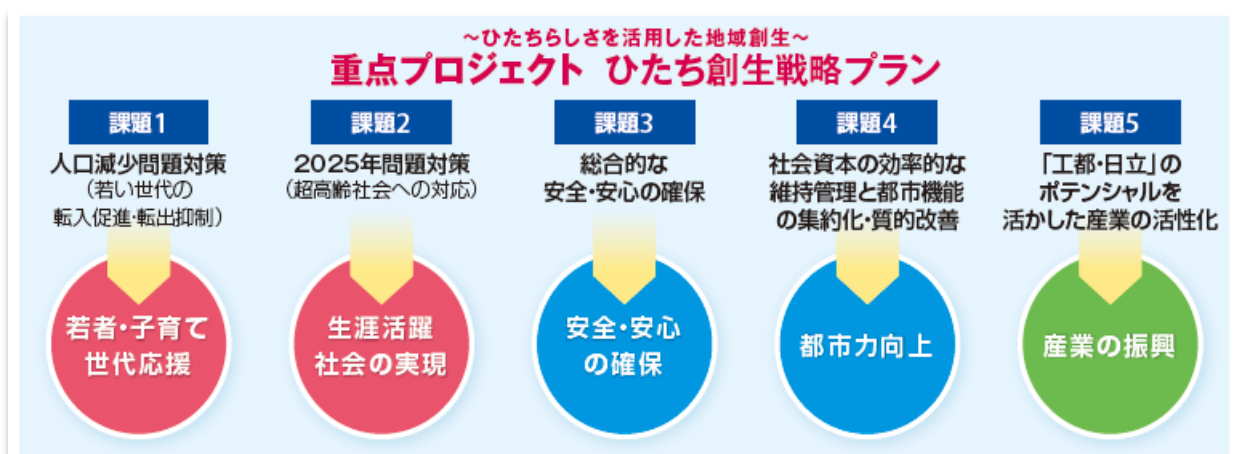 ～ひたちらしさを活用した地域創生～
重点プロジェクト ひたち創生戦略プラン
課題1
人口減少問題対策
（若い世代の
転入促進・転出抑制）
若者・子育て
世代応援
課題2
2025年問題対策
（超高齢社会への対応）
生涯活躍
社会の実現
課題3
総合的な
安全・安心の確保
安全・安心
の確保
課題4
社会資本の効率的な
維持管理と都市機能
の集約化・質的改善
都市力向上
課題5
「工都・日立」の
ポテンシャルを
活かした産業の活性化
産業の振興